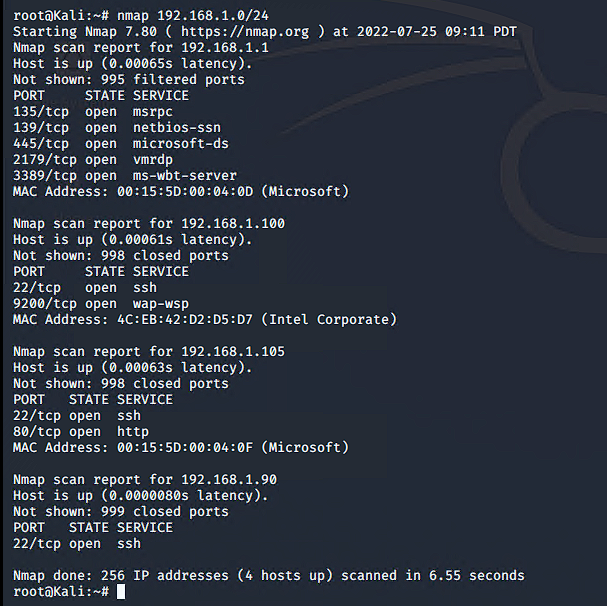 root@Kali:~# nmap 192.168.1.0/24
Starting Nmap 7.80 ( https://nmap.org ) at 2022-07-25 09:11 PDT
Nmap scan report for 192.168.1.1
Host is up (0.00065s latency).
Not shown: 995 filtered ports
PORT     STATE SERVICE
135/tcp  open  msrpc
139/tcp  open  netbios-ssn
445/tcp  open  microsoft-ds
2179/tcp open  vmrdp
3389/tcp open  ms-wbt-server
MAC Address: 00:15:5D:00:04:0D (Microsoft)

Nmap scan report for 192.168.1.100
Host is up (0.00061s latency).
Not shown: 998 closed ports
PORT     STATE SERVICE
22/tcp   open  ssh
9200/tcp open  wap-wsp
MAC Address: 4C:EB:42:D2:D5:D7 (Intel Corporate)

Nmap scan report for 192.168.1.105
Host is up (0.00063s latency).
Not shown: 998 closed ports
PORT   STATE SERVICE
22/tcp open  ssh
80/tcp open  http
MAC Address: 00:15:5D:00:04:0F (Microsoft)

Nmap scan report for 192.168.1.90
Host is up (0.0000080s latency).
Not shown: 999 closed ports
PORT   STATE SERVICE
22/tcp open  ssh

Nmap done: 256 IP addresses (4 hosts up) scanned in 6.55 seconds
root@Kali:~#